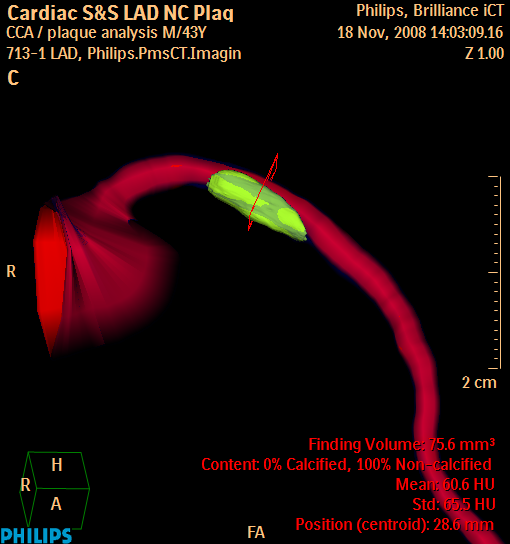 Cardiac S&S LAD NC Plaq
CCA / plaque analysis M/43Y
713-1 LAD, Philips.PmsCT.Imagin
C
Philips, Brilliance iCT
18 Nov, 2008 14:03:09.16
Z 1.00
R
2 cm
Finding Volume:75.6 mm³
Content: 0% Calcified, 100% Non-calcified
Mean: 60.6 HU
Std: 65.5 HU
Position (centroid): 28.6 mm
H
R
A
PHILIPS
FA